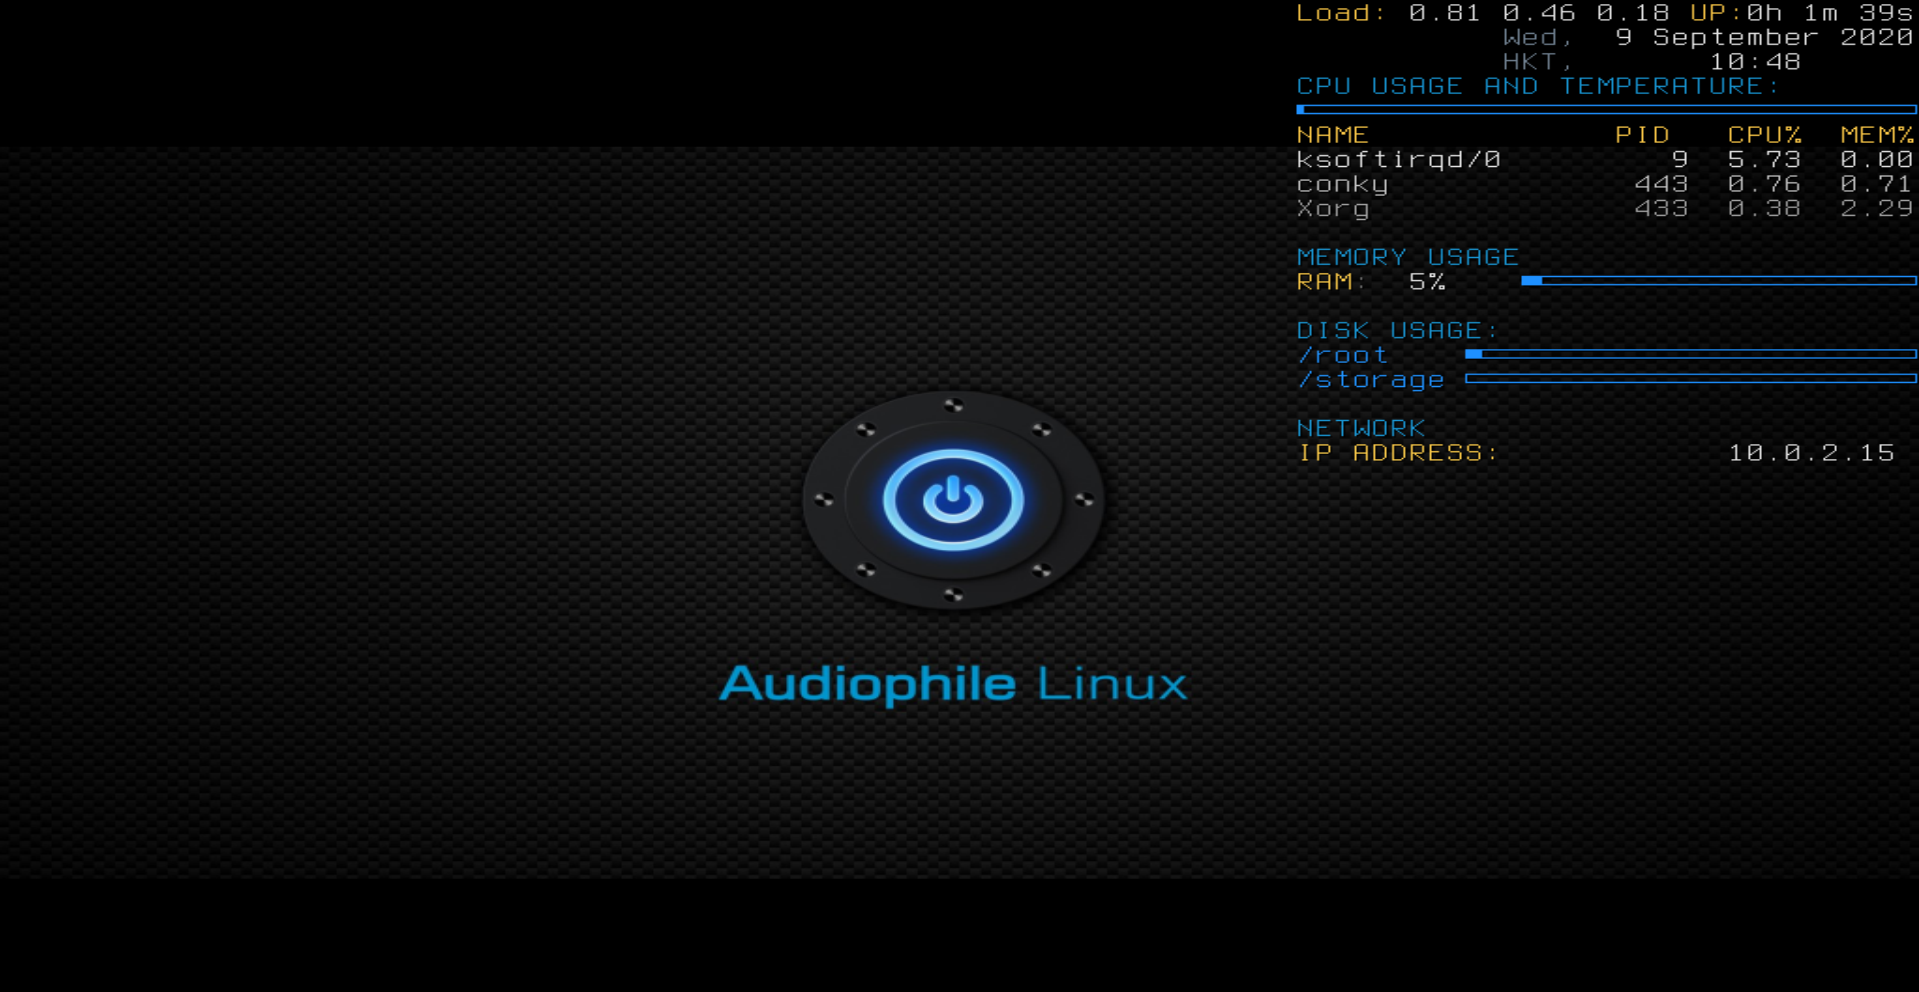 Load: 0.81 0.46 0.18 UP:0h 1m 39s
Wed, 9 September 2020
HKT, 10:48
CPU USAGE AND TEMPERATURE:
NAME PID CPU% MEM%
ksoftirqd/0 9 5.73 0.00
conky 443 0.76 0.71
Xorg 433 0.38 2.29
MEMORY USAGE
RAM: 5%
DISK USAGE:
/root
/storage
NETWORK
IP ADDRESS: 10.0.2.15
Audiophile Linux